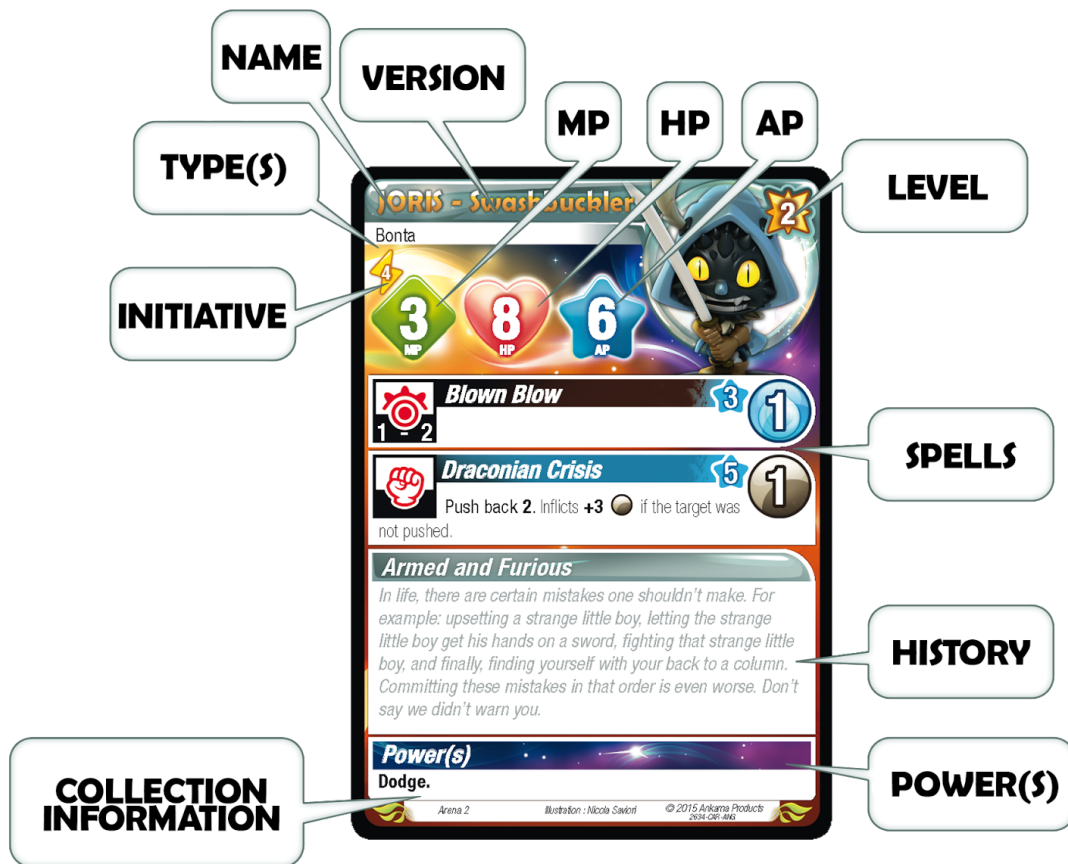 NAME
VERSION
MP
HP
AP
TYPE(S)
LEVEL
JORIS - Swashbuckler
2
Bonta
INITIATIVE
4
3
MP
8
HP
6
AP
Blown Blow
3
1
1 - 2
SPELLS
Draconian Crisis
5
1
Push back 2. Inflicts +3 if the target was
not pushed.
Armed and Furious
In life, there are certain mistakes one shouldn't make. For
example: upsetting a strange little boy, letting the strange
little boy get his hands on a sword, fighting that strange little
boy, and finally, finding yourself with your back to a column.
Committing these mistakes in that order is even worse. Don't
say we didn't warn you.
HISTORY
Power(s)
Dodge.
POWER(S)
COLLECTION
INFORMATION
Arena 2
Illustration : Nicola Saviori
© 2015 Ankama Products
2634-CAR-ANG